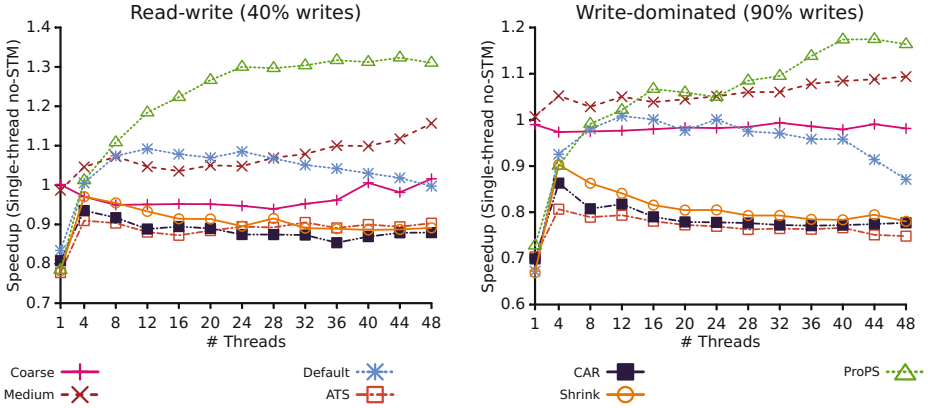 Read-write (40% writes)
Speedup (Single-thread no-STM)
1.4
1.3
1.2
1.1
1
0.9
0.8
0.7
1 4 8 12 16 20 24 28 32 36 40 44 48
# Threads
Write-dominated (90% writes)
Speedup (Single-thread no-STM)
1.2
1.1
1
0.9
0.8
0.7
0.6
1 4 8 12 16 20 24 28 32 36 40 44 48
# Threads
Coarse Default CAR ProPS
Medium ATS Shrink